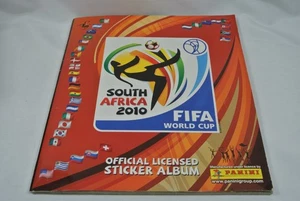 SOUTH
AFRICA
2010
FIFA
WORLD CUP
OFFICIAL LICENSED
STICKER ALBUM
PANINI
www.paninigroup.com